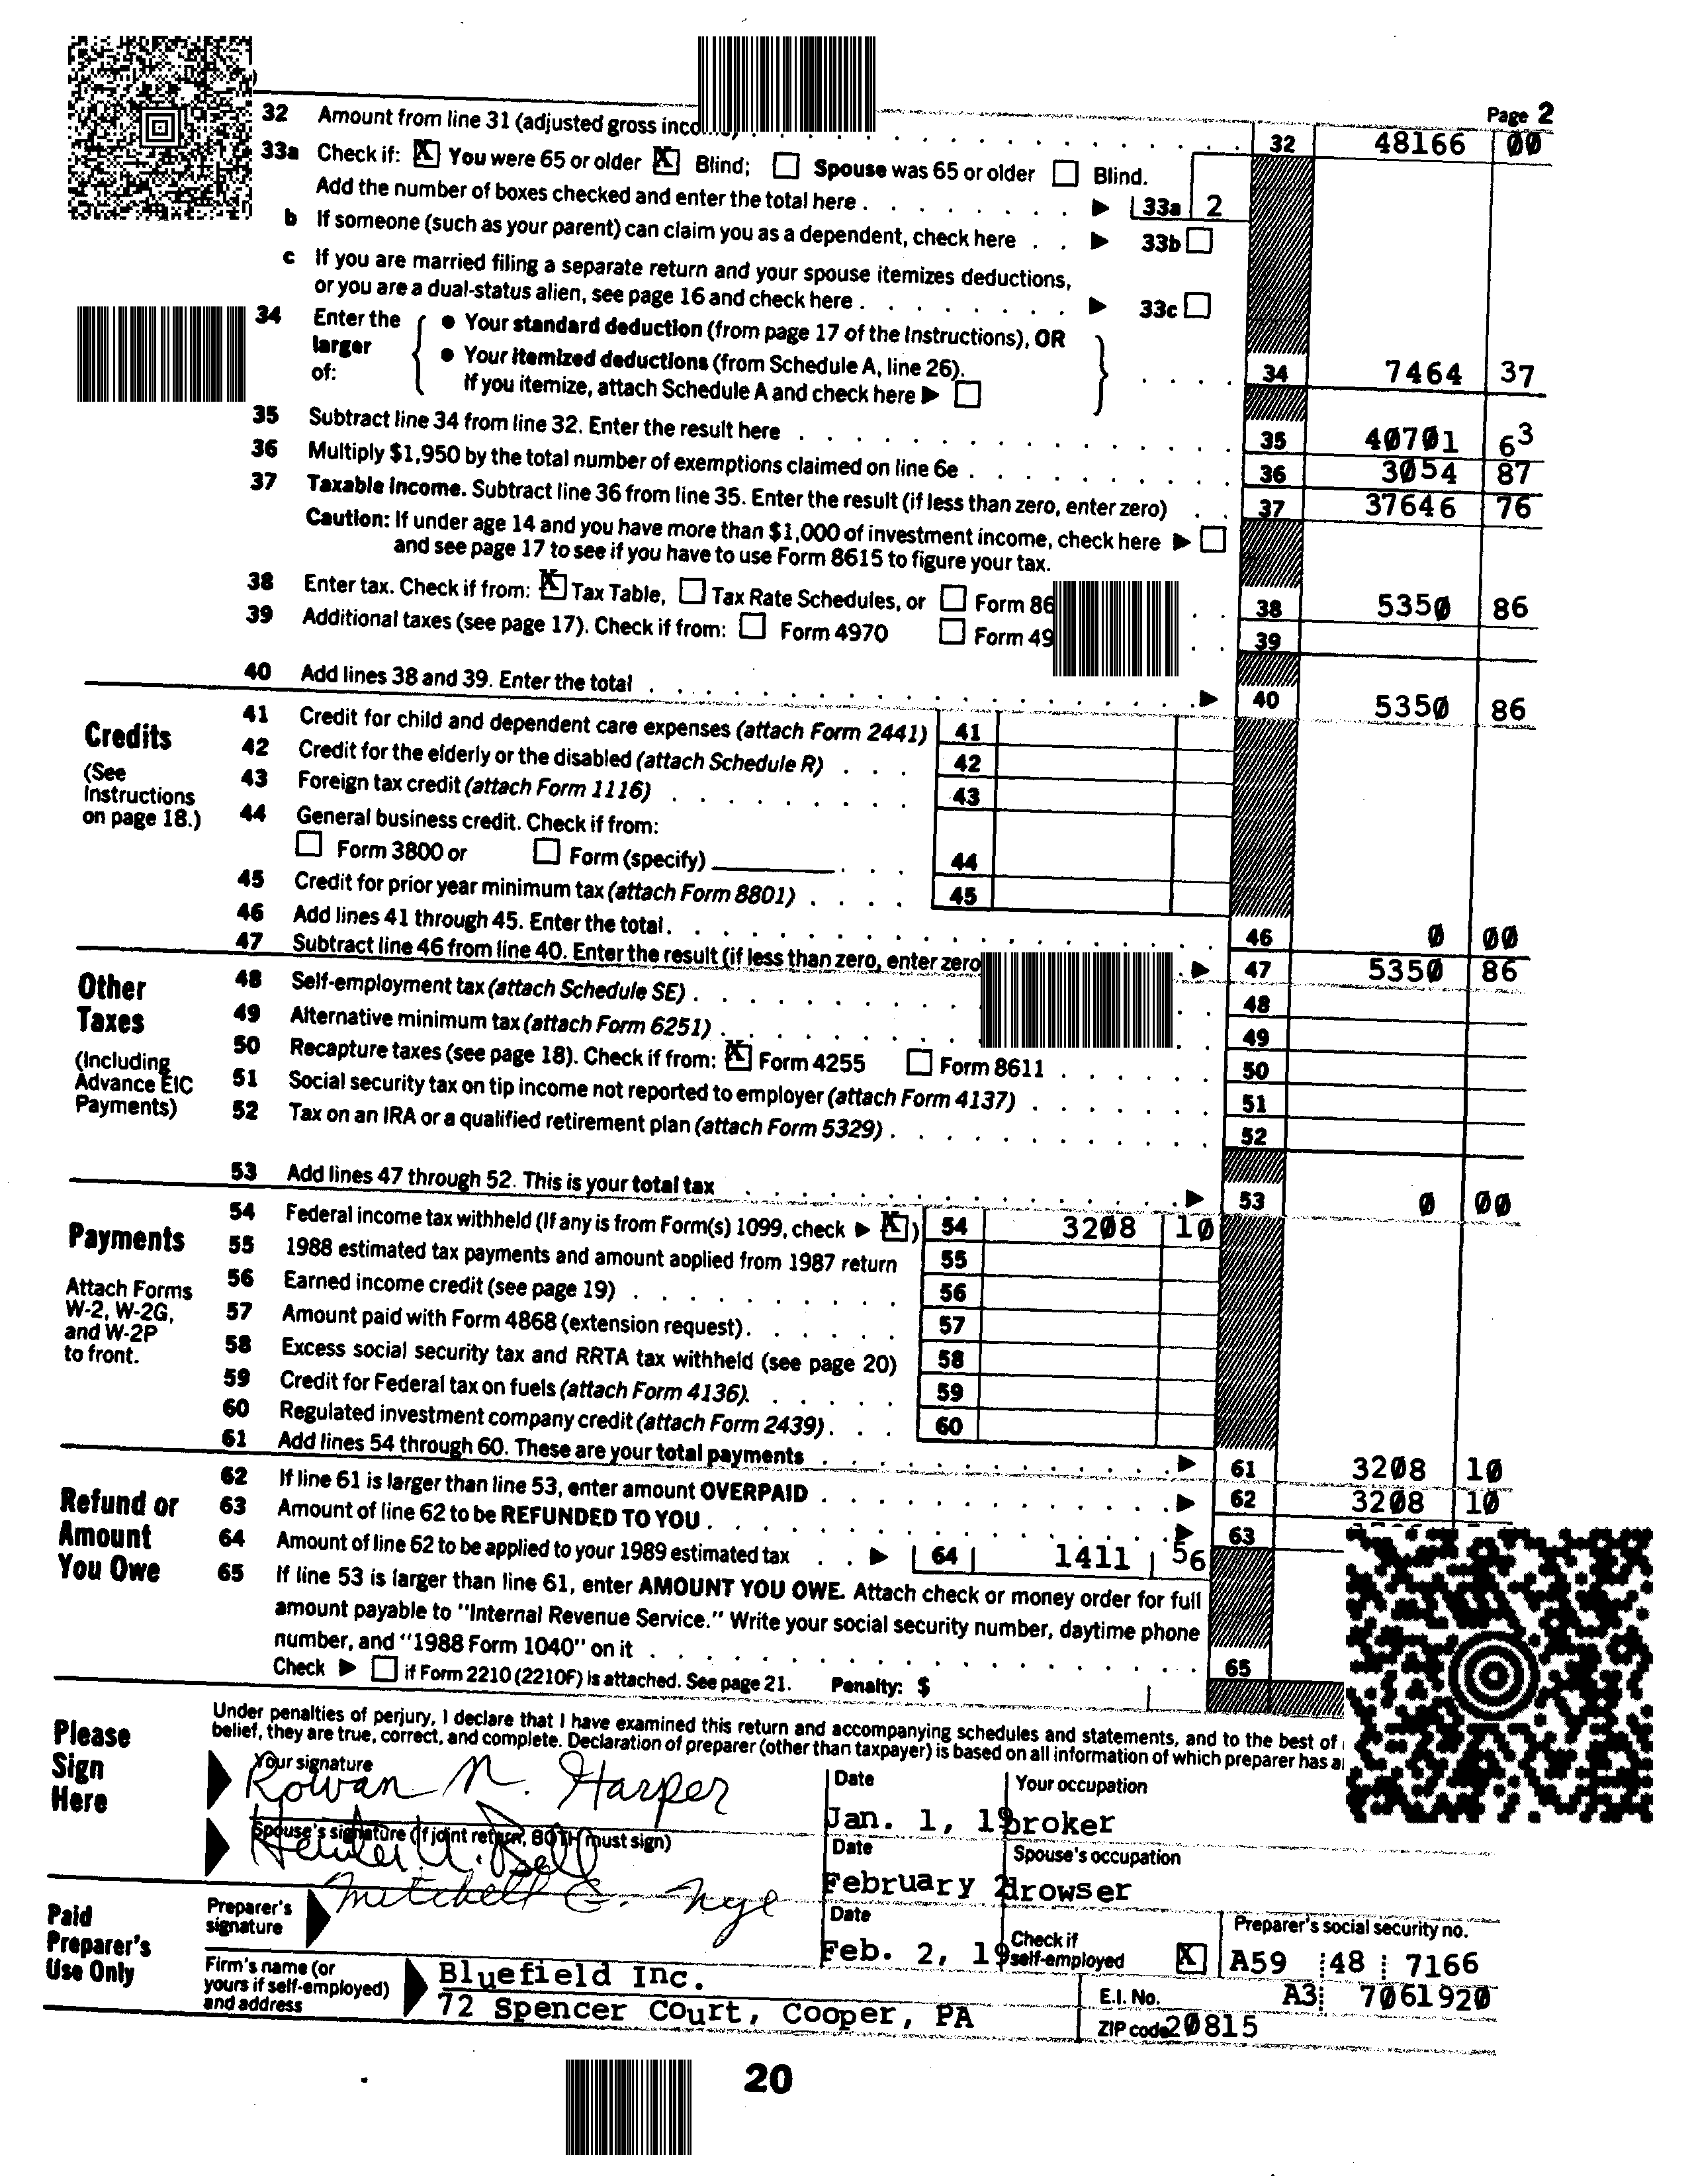 Page 2
32 Amount from line 31 (adjusted gross 32 48166 00
33a Check if: X You were 65 or older X Blind; Spouse was 65 or older Blind.
Add the number of boxes checked and enter the total here 33a 2
b If someone (such as your parent) can claim you as a dependent, check here 33b
c If you are married filing a separate return and your spouse itemizes deductions,
or you are a dual-status alien, see page 16 and check here 33c
34 Enter the larger of:
• Your standard deduction (from page 17 of the Instructions), OR
• Your itemized deductions (from Schedule A, line 26).
If you itemize, attach Schedule A and check here 34 7464 37
35 Subtract line 34 from line 32. Enter the result here 35 40701 63
36 Multiply $1,950 by the total number of exemptions claimed on line 6e 36 3054 87
37 Taxable income. Subtract line 36 from line 35. Enter the result (if less than zero, enter zero) 37 37646 76
Caution: If under age 14 and you have more than $1,000 of investment income, check here
and see page 17 to see if you have to use Form 8615 to figure your tax.
38 Enter tax. Check if from: X Tax Table, Tax Rate Schedules, or Form 86 38 5350 86
39 Additional taxes (see page 17). Check if from: Form 4970 Form 49 39
40 Add lines 38 and 39. Enter the total 40 5350 86
Credits
(See Instructions on page 18.)
41 Credit for child and dependent care expenses (attach Form 2441) 41
42 Credit for the elderly or the disabled (attach Schedule R) 42
43 Foreign tax credit (attach Form 1116) 43
44 General business credit. Check if from:
Form 3800 or Form (specify) 44
45 Credit for prior year minimum tax (attach Form 8801) 45
46 Add lines 41 through 45. Enter the total 46 0 00
47 Subtract line 46 from line 40. Enter the result (if less than zero, enter zero 47 5350 86
Other Taxes
(Including Advance EIC Payments)
48 Self-employment tax (attach Schedule SE) 48
49 Alternative minimum tax (attach Form 6251) 49
50 Recapture taxes (see page 18). Check if from: X Form 4255 Form 8611 50
51 Social security tax on tip income not reported to employer (attach Form 4137) 51
52 Tax on an IRA or a qualified retirement plan (attach Form 5329) 52
53 Add lines 47 through 52. This is your total tax 53 0 00
Payments
Attach Forms W-2, W-2G, and W-2P to front.
54 Federal income tax withheld (If any is from Form(s) 1099, check X ) 54 3208 10
55 1988 estimated tax payments and amount applied from 1987 return 55
56 Earned income credit (see page 19) 56
57 Amount paid with Form 4868 (extension request) 57
58 Excess social security tax and RRTA tax withheld (see page 20) 58
59 Credit for Federal tax on fuels (attach Form 4136) 59
60 Regulated investment company credit (attach Form 2439) 60
61 Add lines 54 through 60. These are your total payments 61 3208 10
Refund or Amount You Owe
62 If line 61 is larger than line 53, enter amount OVERPAID 62 3208 10
63 Amount of line 62 to be REFUNDED TO YOU 63
64 Amount of line 62 to be applied to your 1989 estimated tax 64 1411 56
65 If line 53 is larger than line 61, enter AMOUNT YOU OWE. Attach check or money order for full
amount payable to "Internal Revenue Service." Write your social security number, daytime phone
number, and "1988 Form 1040" on it 65
Check if Form 2210 (2210F) is attached. See page 21. Penalty: $
Please Sign Here
Under penalties of perjury, I declare that I have examined this return and accompanying schedules and statements, and to the best of
belief, they are true, correct, and complete. Declaration of preparer (other than taxpayer) is based on all information of which preparer has
Your signature Date Your occupation
Rowan N. Harper Jan. 1, 19 broker
Spouse's signature (if joint return, BOTH must sign) Date Spouse's occupation
Bell February 2 drowser
Paid Preparer's Use Only
Preparer's signature Mitchell E. Nye Date Feb. 2, 19 Check if self-employed X Preparer's social security no. A59 48 7166
Firm's name (or yours if self-employed) and address
Bluefield Inc. E.I. No. A3 7061920
72 Spencer Court, Cooper, PA ZIP code 20815
20